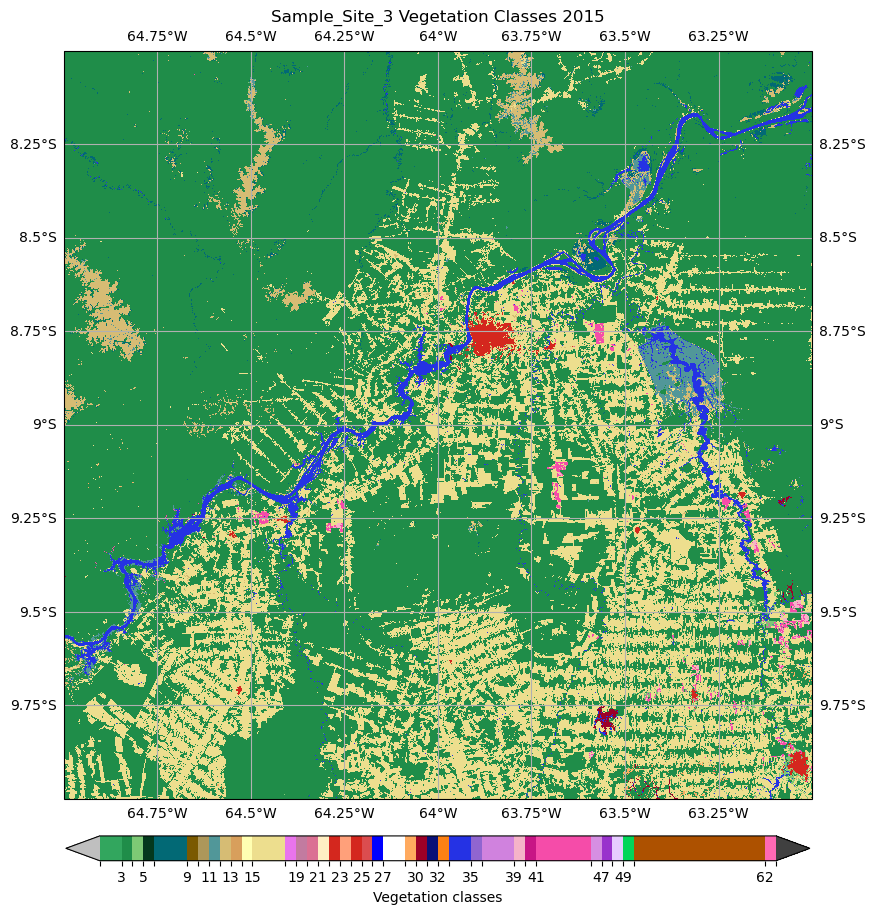 Sample_Site_3 Vegetation Classes 2015
64.75°W 64.5°W 64.25°W 64°W 63.75°W 63.5°W 63.25°W
8.25°S 8.25°S
8.5°S 8.5°S
8.75°S 8.75°S
9°S 9°S
9.25°S 9.25°S
9.5°S 9.5°S
9.75°S 9.75°S
64.75°W 64.5°W 64.25°W 64°W 63.75°W 63.5°W 63.25°W
3 5 9 11 13 15 19 21 23 25 27 30 32 35 39 41 47 49 62
Vegetation classes